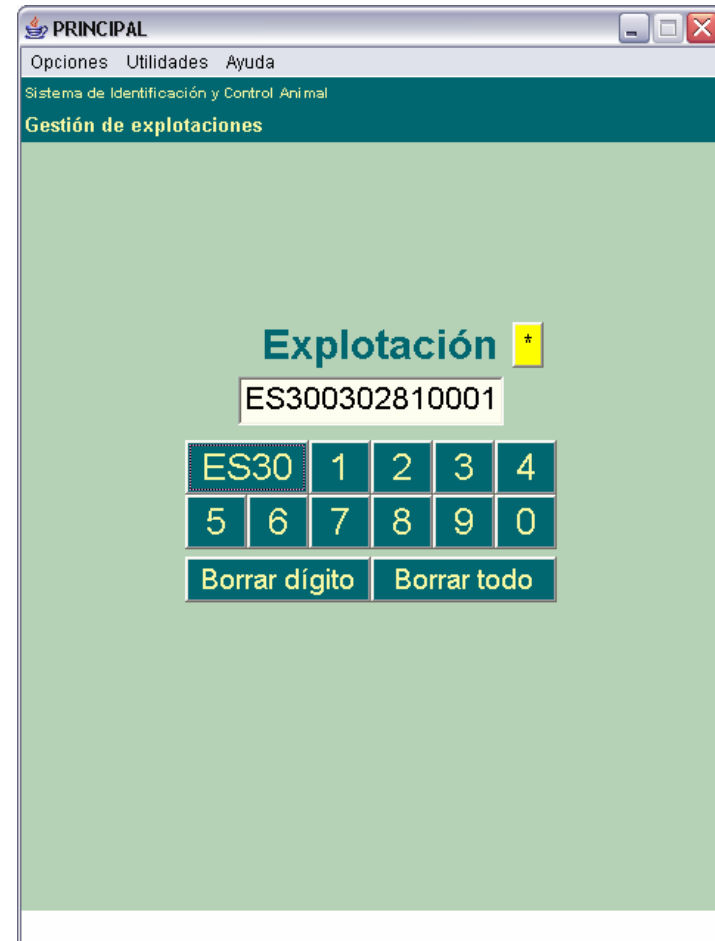 PRINCIPAL
Opciones Utilidades Ayuda
Sistema de Identificación y Control Animal
Gestión de explotaciones
Explotación *
ES300302810001
ES30 1 2 3 4
5 6 7 8 9 0
Borrar dígito Borrar todo